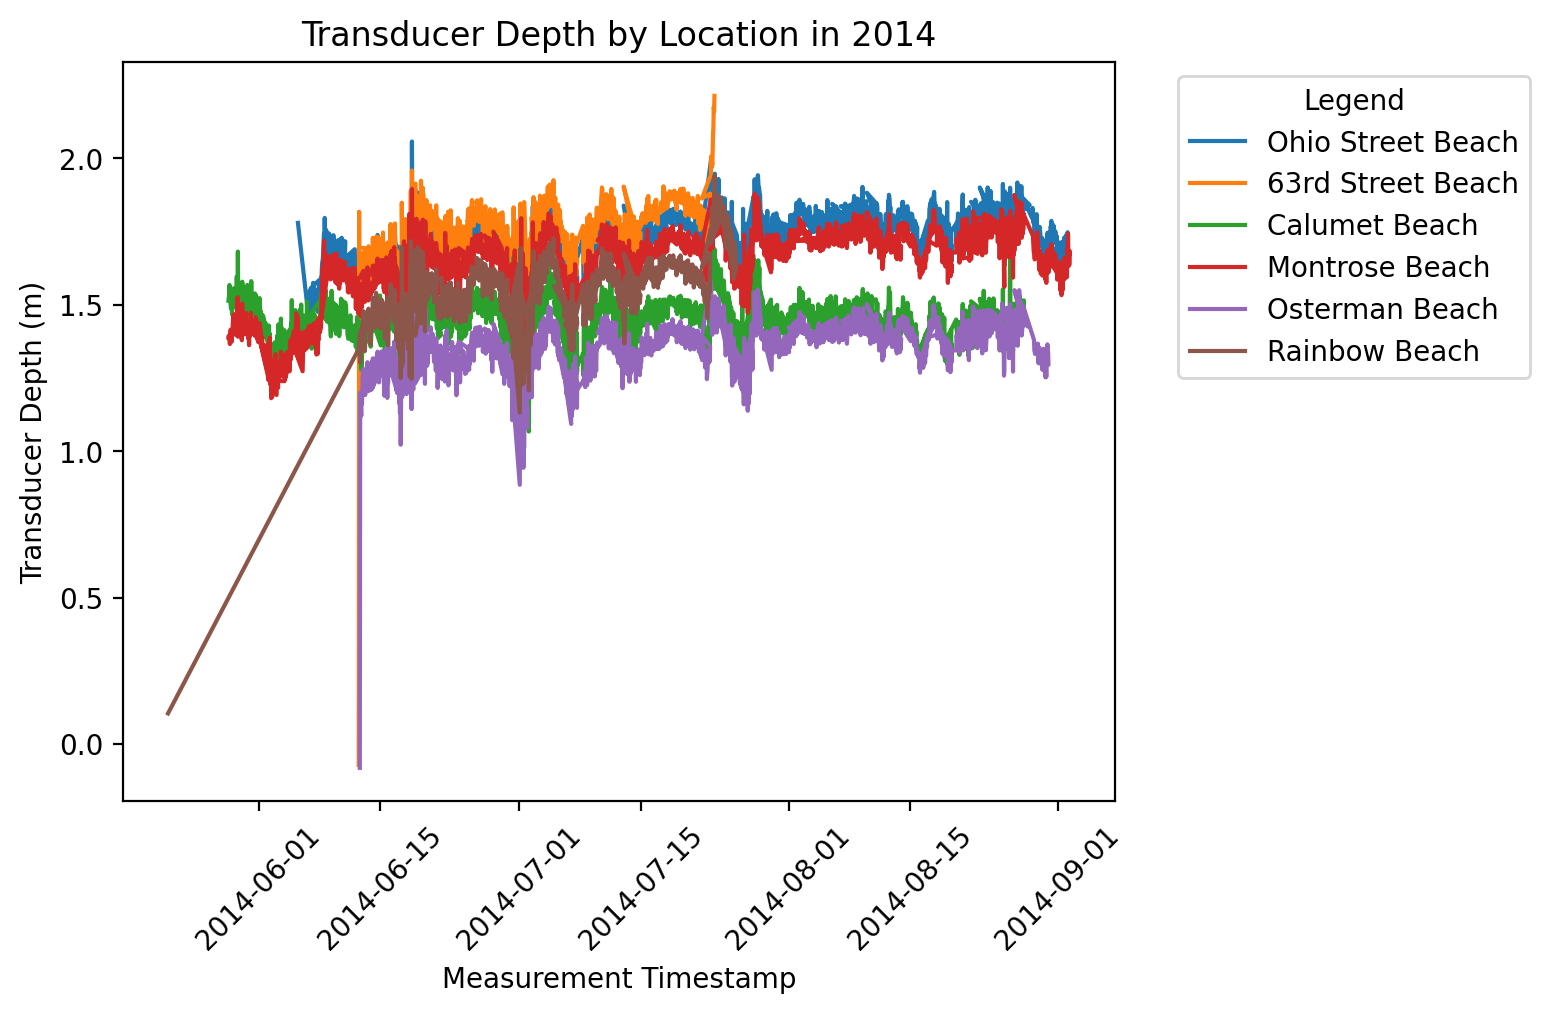 Transducer Depth by Location in 2014
Legend
Ohio Street Beach
63rd Street Beach
Calumet Beach
Montrose Beach
Osterman Beach
Rainbow Beach
Transducer Depth (m)
2.0
1.5
1.0
0.5
0.0
2014-06-01
2014-06-15
2014-07-01
2014-07-15
2014-08-01
2014-08-15
2014-09-01
Measurement Timestamp